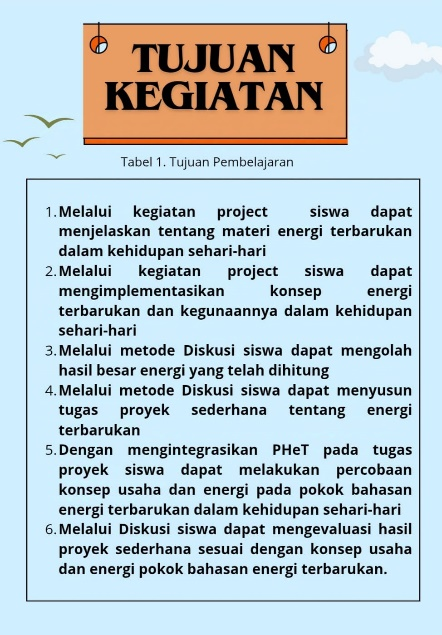 TUJUAN
KEGIATAN
Tabel 1. Tujuan Pembelajaran
1. Melalui kegiatan project siswa dapat
menjelaskan tentang materi energi terbarukan
dalam kehidupan sehari-hari
2. Melalui kegiatan project siswa dapat
mengimplementasikan konsep energi
terbarukan dan kegunaannya dalam kehidupan
sehari-hari
3. Melalui metode Diskusi siswa dapat mengolah
hasil besar energi yang telah dihitung
4. Melalui metode Diskusi siswa dapat menyusun
tugas proyek sederhana tentang energi
terbarukan
5. Dengan mengintegrasikan PHeT pada tugas
proyek siswa dapat melakukan percobaan
konsep usaha dan energi pada pokok bahasan
energi terbarukan dalam kehidupan sehari-hari
6. Melalui Diskusi siswa dapat mengevaluasi hasil
proyek sederhana sesuai dengan konsep usaha
dan energi pokok bahasan energi terbarukan.